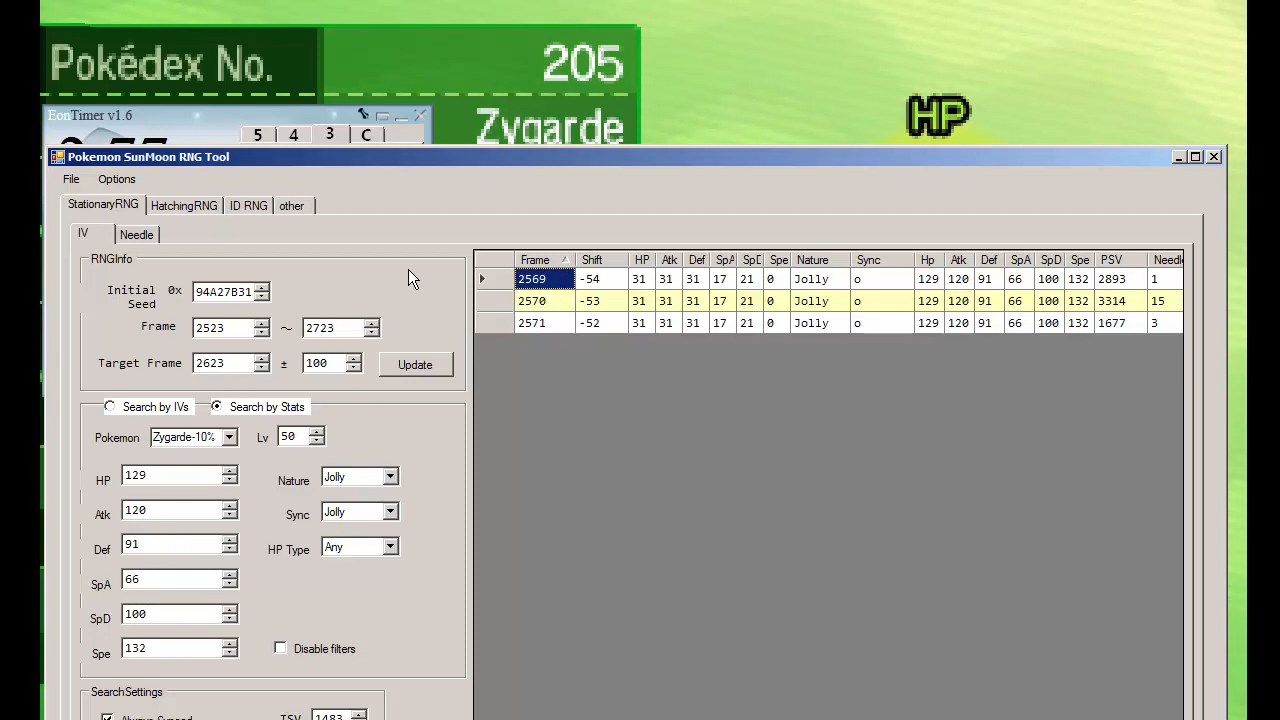 Pokédex No. 205
EonTimer v1.6
5 4 3 C
Zygarde
HP
Pokemon SunMoon RNG Tool
File Options
StationaryRNG HatchingRNG ID RNG other
IV Needle
RNGInfo
Initial 0x 94A27B31
Seed
Frame 2523 ～ 2723
Target Frame 2623 ± 100 Update
Search by IVs Search by Stats
Pokemon Zygarde-10% Lv 50
HP 129 Nature Jolly
Atk 120 Sync Jolly
Def 91 HP Type Any
SpA 66
SpD 100
Spe 132 Disable filters
SearchSettings
Always Synced TSV 1483
Frame Shift HP Atk Def SpA SpD Spe Nature Sync Hp Atk Def SpA SpD Spe PSV Needle
2569 -54 31 31 31 17 21 0 Jolly o 129 120 91 66 100 132 2893 1
2570 -53 31 31 31 17 21 0 Jolly o 129 120 91 66 100 132 3314 15
2571 -52 31 31 31 17 21 0 Jolly o 129 120 91 66 100 132 1677 3